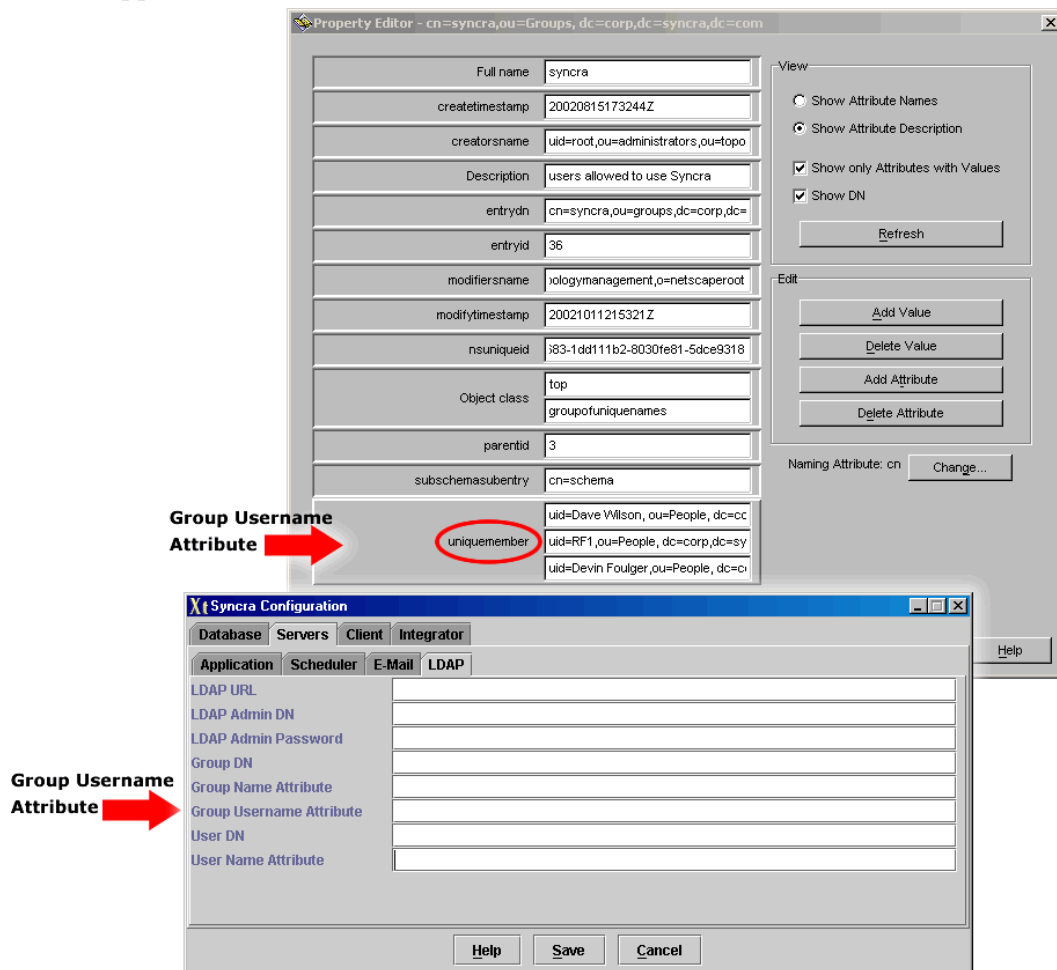 Property Editor - cn=syncra,ou=Groups, dc=corp,dc=syncra,dc=com
Full name syncra
createtimestamp 20020815173244Z
creatorsname uid=root,ou=administrators,ou=topo
Description users allowed to use Syncra
entrydn cn=syncra,ou=groups,dc=corp,dc=
entryid 36
modifiersname ologymanagement,o=netscaperoot
modifytimestamp 20021011215321Z
nsuniqueid 683-1dd111b2-8030fe81-5dce9318
Object class top
groupofuniquenames
parentid 3
subschemasubentry cn=schema
uniquemember uid=Dave Wilson, ou=People, dc=co
uid=RF1,ou=People, dc=corp,dc=sy
uid=Devin Foulger,ou=People, dc=c
View
Show Attribute Names
Show Attribute Description
Show only Attributes with Values
Show DN
Refresh
Edit
Add Value
Delete Value
Add Attribute
Delete Attribute
Naming Attribute: cn Change...
Help
Group Username
Attribute
Syncra Configuration
Database Servers Client Integrator
Application Scheduler E-Mail LDAP
LDAP URL
LDAP Admin DN
LDAP Admin Password
Group DN
Group Name Attribute
Group Username Attribute
User DN
User Name Attribute
Help Save Cancel
Group Username
Attribute